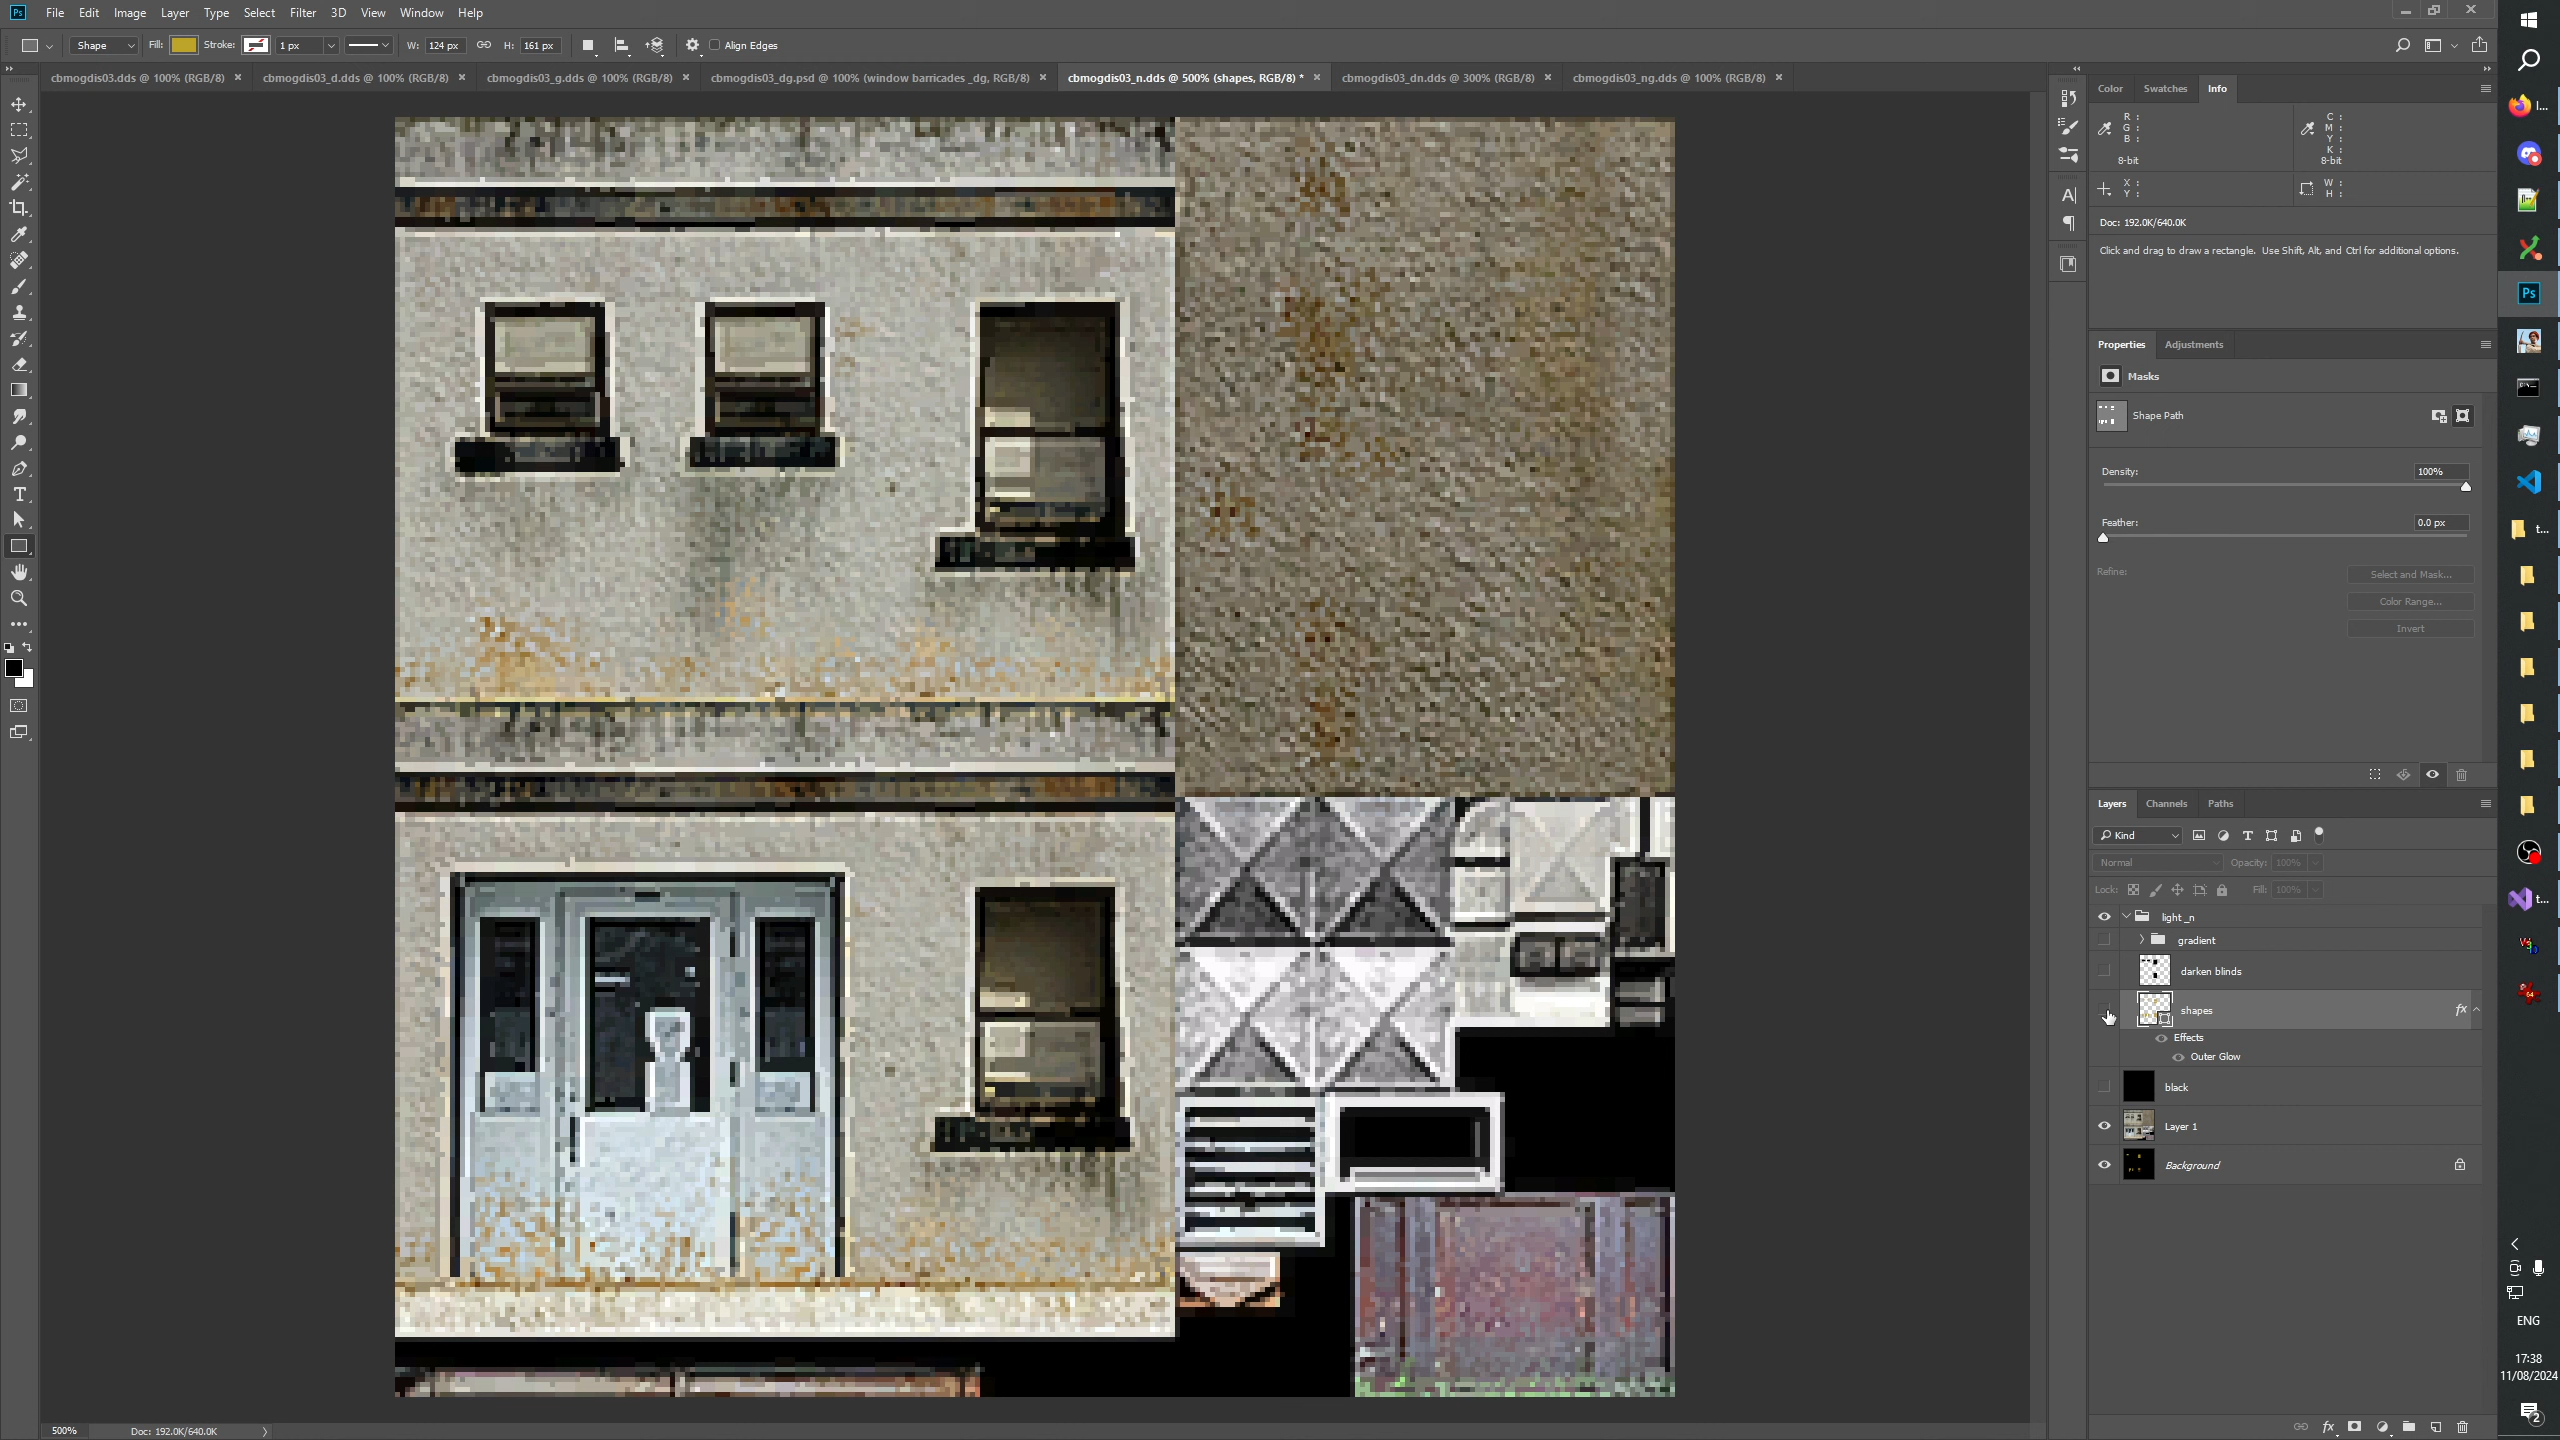 Ps File Edit Image Layer Type Select Filter 3D View Window Help
Shape Fill: Stroke: 1 px W: 124 px H: 161 px Align Edges
cbmogdis03.dds @ 100% (RGB/8) cbmogdis03_d.dds @ 100% (RGB/8) cbmogdis03_g.dds @ 100% (RGB/8) cbmogdis03_dg.psd @ 100% (window barricades _dg, RGB/8) cbmogdis03_n.dds @ 500% (shapes, RGB/8) * cbmogdis03_dn.dds @ 300% (RGB/8) cbmogdis03_ng.dds @ 100% (RGB/8)
Color Swatches Info
R : C :
G : M :
B : Y :
K :
8-bit 8-bit
X : W :
Y : H :
Doc: 192.0K/640.0K
Click and drag to draw a rectangle. Use Shift, Alt, and Ctrl for additional options.
Properties Adjustments
Masks
Shape Path
Density: 100%
Feather: 0.0 px
Refine: Select and Mask...
Color Range...
Invert
Layers Channels Paths
Kind
Normal Opacity: 100%
Lock: Fill: 100%
light _n
gradient
darken blinds
shapes fx
Effects
Outer Glow
black
Layer 1
Background
500% Doc: 192.0K/640.0K
I...
Ps
t...
t...
64
ENG
17:38
11/08/2024
2